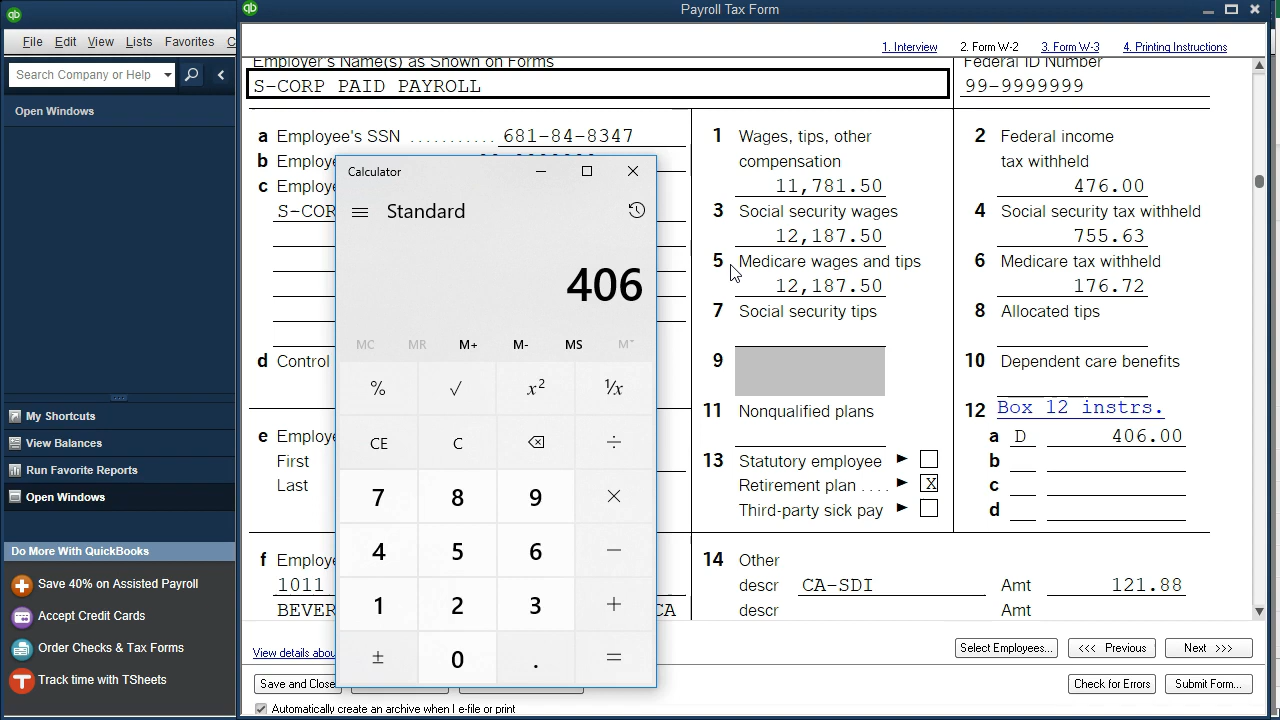 Payroll Tax Form
File Edit View Lists Favorites C
1. Interview 2. Form W-2 3. Form W-3 4. Printing Instructions
Search Company or Help
Open Windows
Employer's Name(s) as Shown on Forms
Federal ID Number
S-CORP PAID PAYROLL
99-9999999
a Employee's SSN ........... 681-84-8347
b Employe
c Employe
S-COR
d Control
e Employe
First
Last
f Employe
1011
BEVER
CA
1 Wages, tips, other
compensation
11,781.50
2 Federal income
tax withheld
476.00
3 Social security wages
12,187.50
4 Social security tax withheld
755.63
5 Medicare wages and tips
12,187.50
6 Medicare tax withheld
176.72
7 Social security tips
8 Allocated tips
9
10 Dependent care benefits
11 Nonqualified plans
12 Box 12 instrs.
a D 406.00
b
c
d
13 Statutory employee
Retirement plan .... X
Third-party sick pay
14 Other
descr CA-SDI Amt 121.88
descr Amt
Calculator
Standard
406
MC MR M+ M- MS M˅
% √ x² ¹/x
CE C ÷
7 8 9 ×
4 5 6 −
1 2 3 +
± 0 . =
My Shortcuts
View Balances
Run Favorite Reports
Open Windows
Do More With QuickBooks
Save 40% on Assisted Payroll
Accept Credit Cards
Order Checks & Tax Forms
Track time with TSheets
View details abou
Select Employees... <<< Previous Next >>>
Save and Close
Check for Errors Submit Form...
Automatically create an archive when I e-file or print